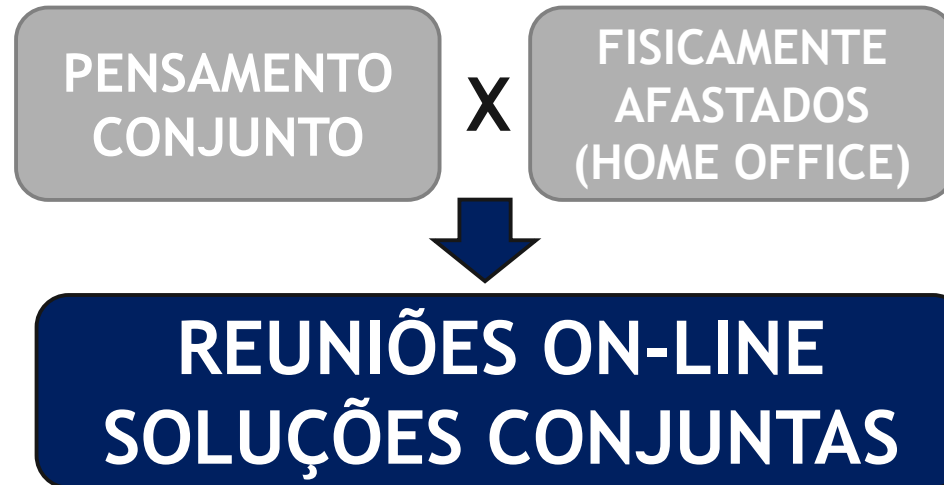 PENSAMENTO
CONJUNTO
X
FISICAMENTE
AFASTADOS
(HOME OFFICE)
REUNIÕES ON-LINE
SOLUÇÕES CONJUNTAS